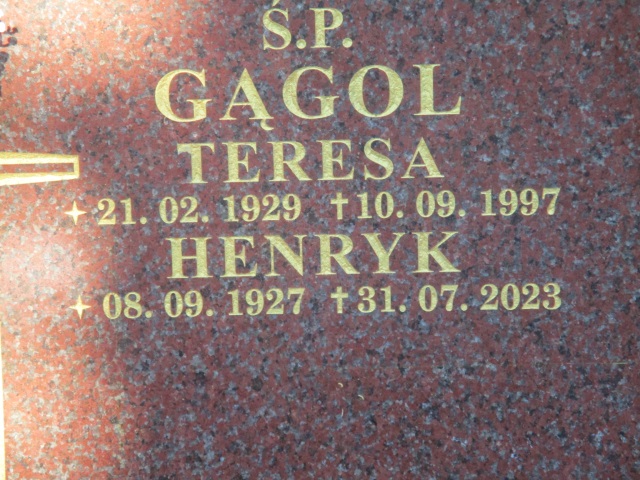 Ś.P.
GĄGOL
TERESA
21. 02. 1929 †10. 09. 1997
HENRYK
08. 09. 1927 †31. 07. 2023